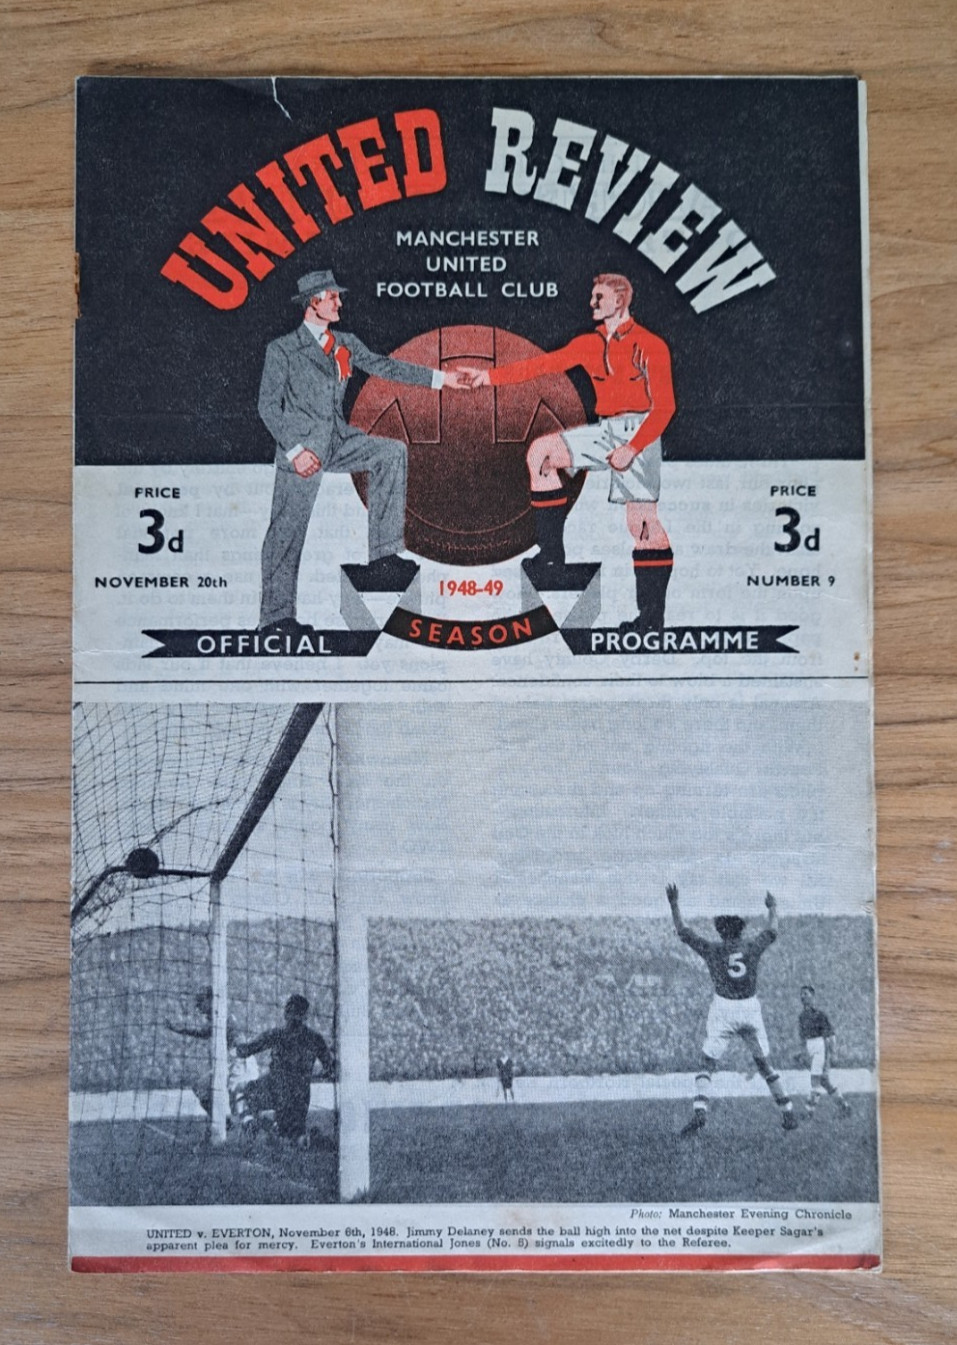 UNITED REVIEW
MANCHESTER
UNITED
FOOTBALL CLUB
PRICE
3d
NOVEMBER 20th
PRICE
3d
NUMBER 9
1948-49
OFFICIAL SEASON PROGRAMME
5
Photo: Manchester Evening Chronicle
UNITED v. EVERTON, November 6th, 1948. Jimmy Delaney sends the ball high into the net despite Keeper Sagar's
apparent plea for mercy. Everton's International Jones (No. 5) signals excitedly to the Referee.